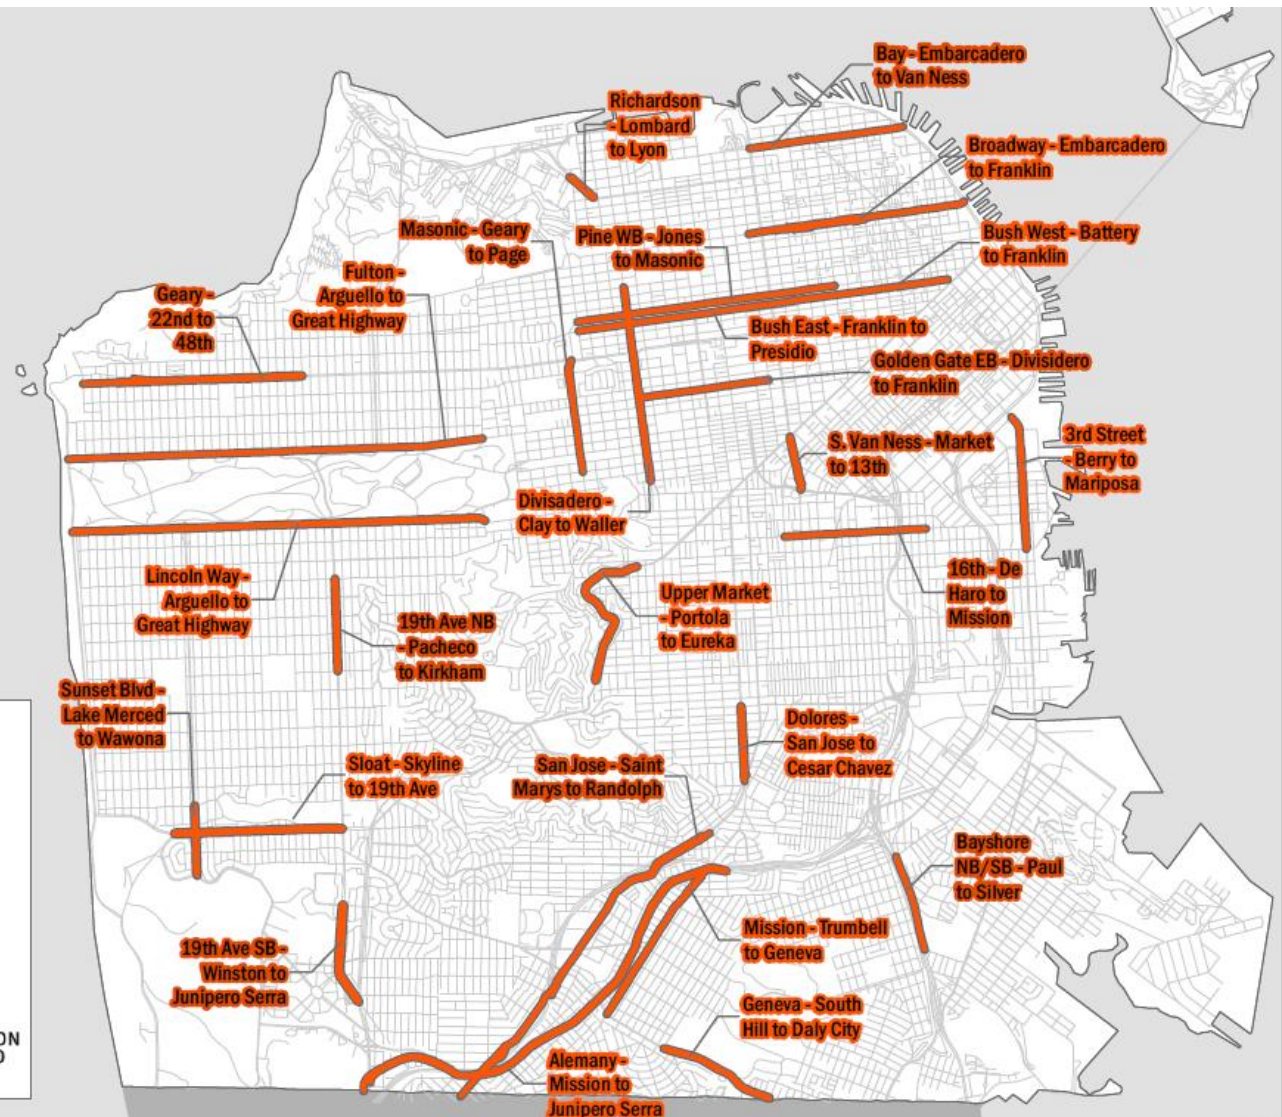 Bay - Embarcadero
to Van Ness
Richardson
- Lombard
to Lyon
Broadway - Embarcadero
to Franklin
Masonic - Geary
to Page
Pine WB - Jones
to Masonic
Bush West - Battery
to Franklin
Fulton -
Arguello to
Great Highway
Geary -
22nd to
48th
Bush East - Franklin to
Presidio
Golden Gate EB - Divisidero
to Franklin
S. Van Ness - Market
to 13th
3rd Street
- Berry to
Mariposa
Divisadero -
Clay to Waller
Lincoln Way -
Arguello to
Great Highway
19th Ave NB
- Pacheco
to Kirkham
Upper Market
- Portola
to Eureka
16th - De
Haro to
Mission
Sunset Blvd -
Lake Merced
to Wawona
Sloat - Skyline
to 19th Ave
San Jose - Saint
Marys to Randolph
Dolores -
San Jose to
Cesar Chavez
Bayshore
NB/SB - Paul
to Silver
19th Ave SB -
Winston to
Junipero Serra
Mission - Trumbell
to Geneva
Geneva - South
Hill to Daly City
Alemany -
Mission to
Junipero Serra